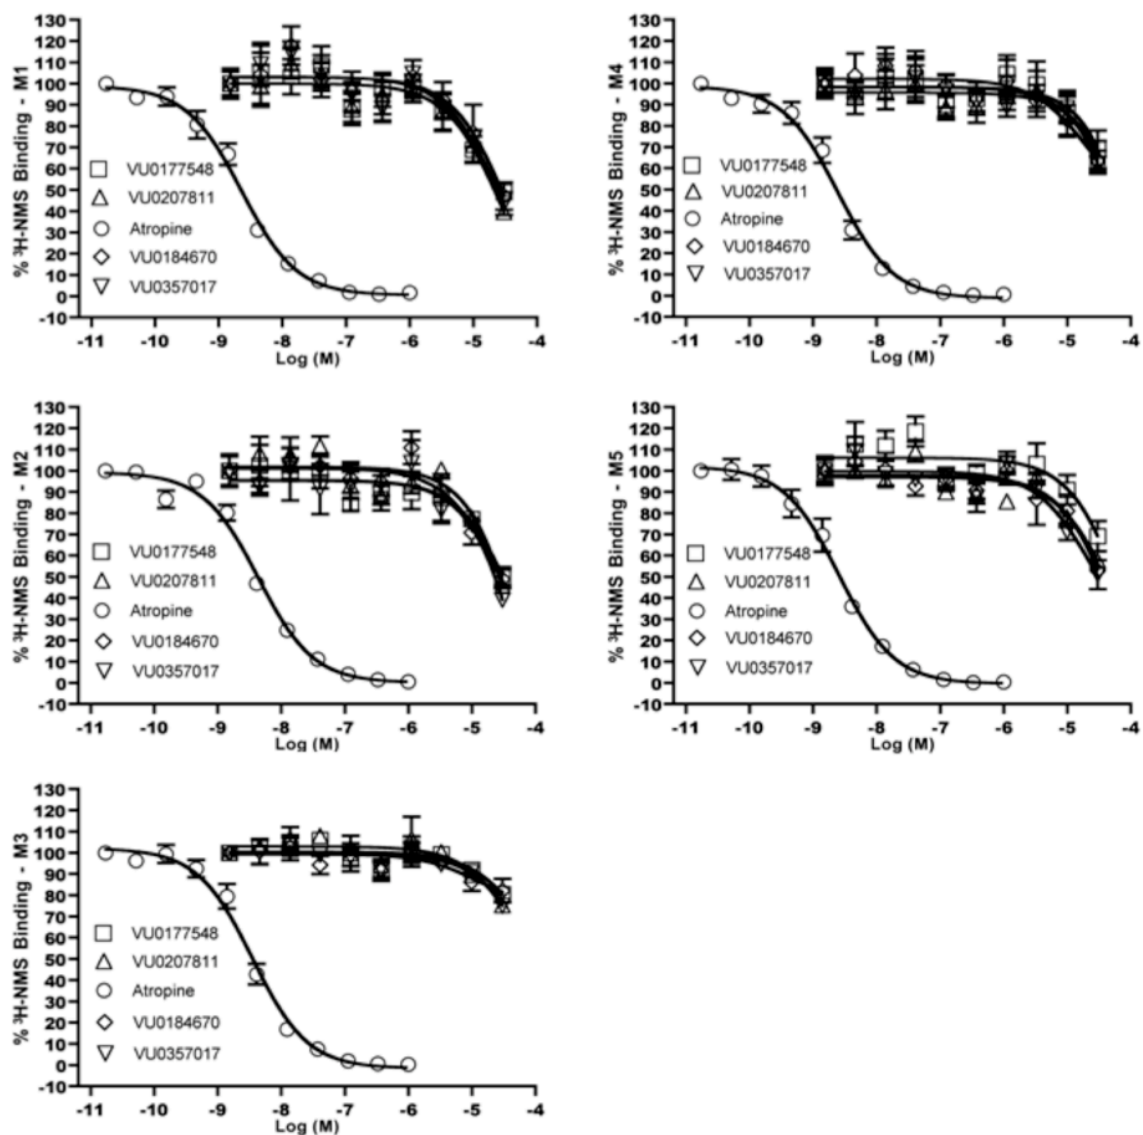 % ³H-NMS Binding - M1
130
120
110
100
90
80
70
60
50
40
30
20
10
0
-10
VU0177548
VU0207811
Atropine
VU0184670
VU0357017
-11 -10 -9 -8 -7 -6 -5 -4
Log (M)
% ³H-NMS Binding - M4
130
120
110
100
90
80
70
60
50
40
30
20
10
0
-10
VU0177548
VU0207811
Atropine
VU0184670
VU0357017
-11 -10 -9 -8 -7 -6 -5 -4
Log (M)
% ³H-NMS Binding - M2
130
120
110
100
90
80
70
60
50
40
30
20
10
0
-10
VU0177548
VU0207811
Atropine
VU0184670
VU0357017
-11 -10 -9 -8 -7 -6 -5 -4
Log (M)
% ³H-NMS Binding - M5
130
120
110
100
90
80
70
60
50
40
30
20
10
0
-10
VU0177548
VU0207811
Atropine
VU0184670
VU0357017
-11 -10 -9 -8 -7 -6 -5 -4
Log (M)
% ³H-NMS Binding - M3
130
120
110
100
90
80
70
60
50
40
30
20
10
0
-10
VU0177548
VU0207811
Atropine
VU0184670
VU0357017
-11 -10 -9 -8 -7 -6 -5 -4
Log (M)